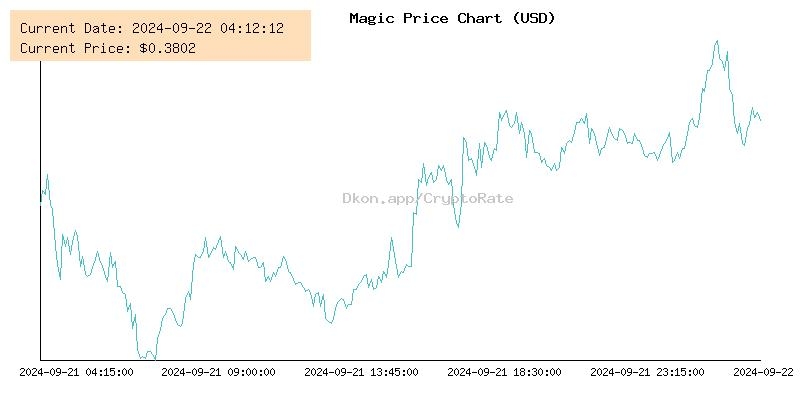 Magic Price Chart (USD)
Current Date: 2024-09-22 04:12:12
Current Price: $0.3802
Dkon.app/CryptoRate
2024-09-21 04:15:00 2024-09-21 09:00:00 2024-09-21 13:45:00 2024-09-21 18:30:00 2024-09-21 23:15:00 2024-09-22